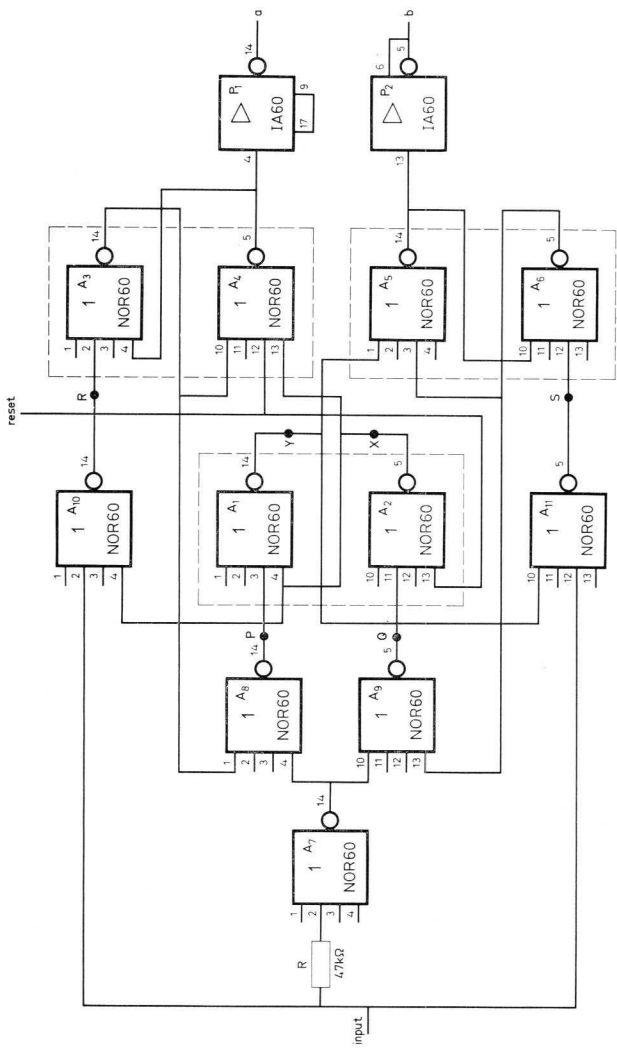 a
b
14
5
6
P1
IA60
9
17
P2
IA60
4
13
14
5
14
5
1 A3
NOR60
1 2 3 4
1 A4
NOR60
10 11 12 13
1 A5
NOR60
1 2 3 4
1 A6
NOR60
10 11 12 13
reset
R
Y
X
S
14
14
5
5
1 A10
NOR60
1 2 3 4
1 A1
NOR60
1 2 3 4
1 A2
NOR60
10 11 12 13
1 A11
NOR60
10 11 12 13
P
Q
14
5
1 A8
NOR60
1 2 3 4
1 A9
NOR60
10 11 12 13
14
1 A7
NOR60
1 2 3 4
R
47kΩ
input